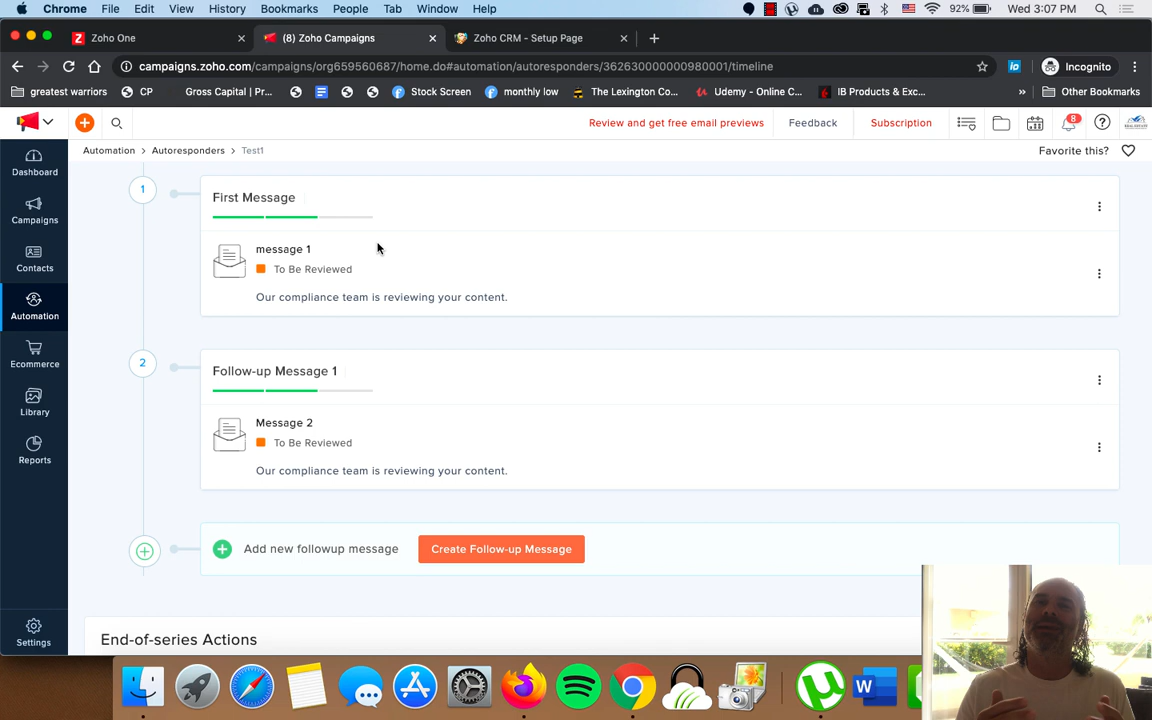 Chrome File Edit View History Bookmarks People Tab Window Help 92% Wed 3:07 PM
Zoho One
(8) Zoho Campaigns
Zoho CRM - Setup Page
campaigns.zoho.com/campaigns/org659560687/home.do#automation/autoresponders/362630000000980001/timeline
Incognito
greatest warriors
CP
Gross Capital | Pr...
Stock Screen
monthly low
The Lexington Co...
Udemy - Online C...
IB Products & Exc...
»
Other Bookmarks
Review and get free email previews
Feedback
Subscription
8
Automation > Autoresponders > Test1
Favorite this?
Dashboard
Campaigns
Contacts
Automation
Ecommerce
Library
Reports
Settings
1
First Message
message 1
To Be Reviewed
Our compliance team is reviewing your content.
2
Follow-up Message 1
Message 2
To Be Reviewed
Our compliance team is reviewing your content.
Add new followup message
Create Follow-up Message
End-of-series Actions
W